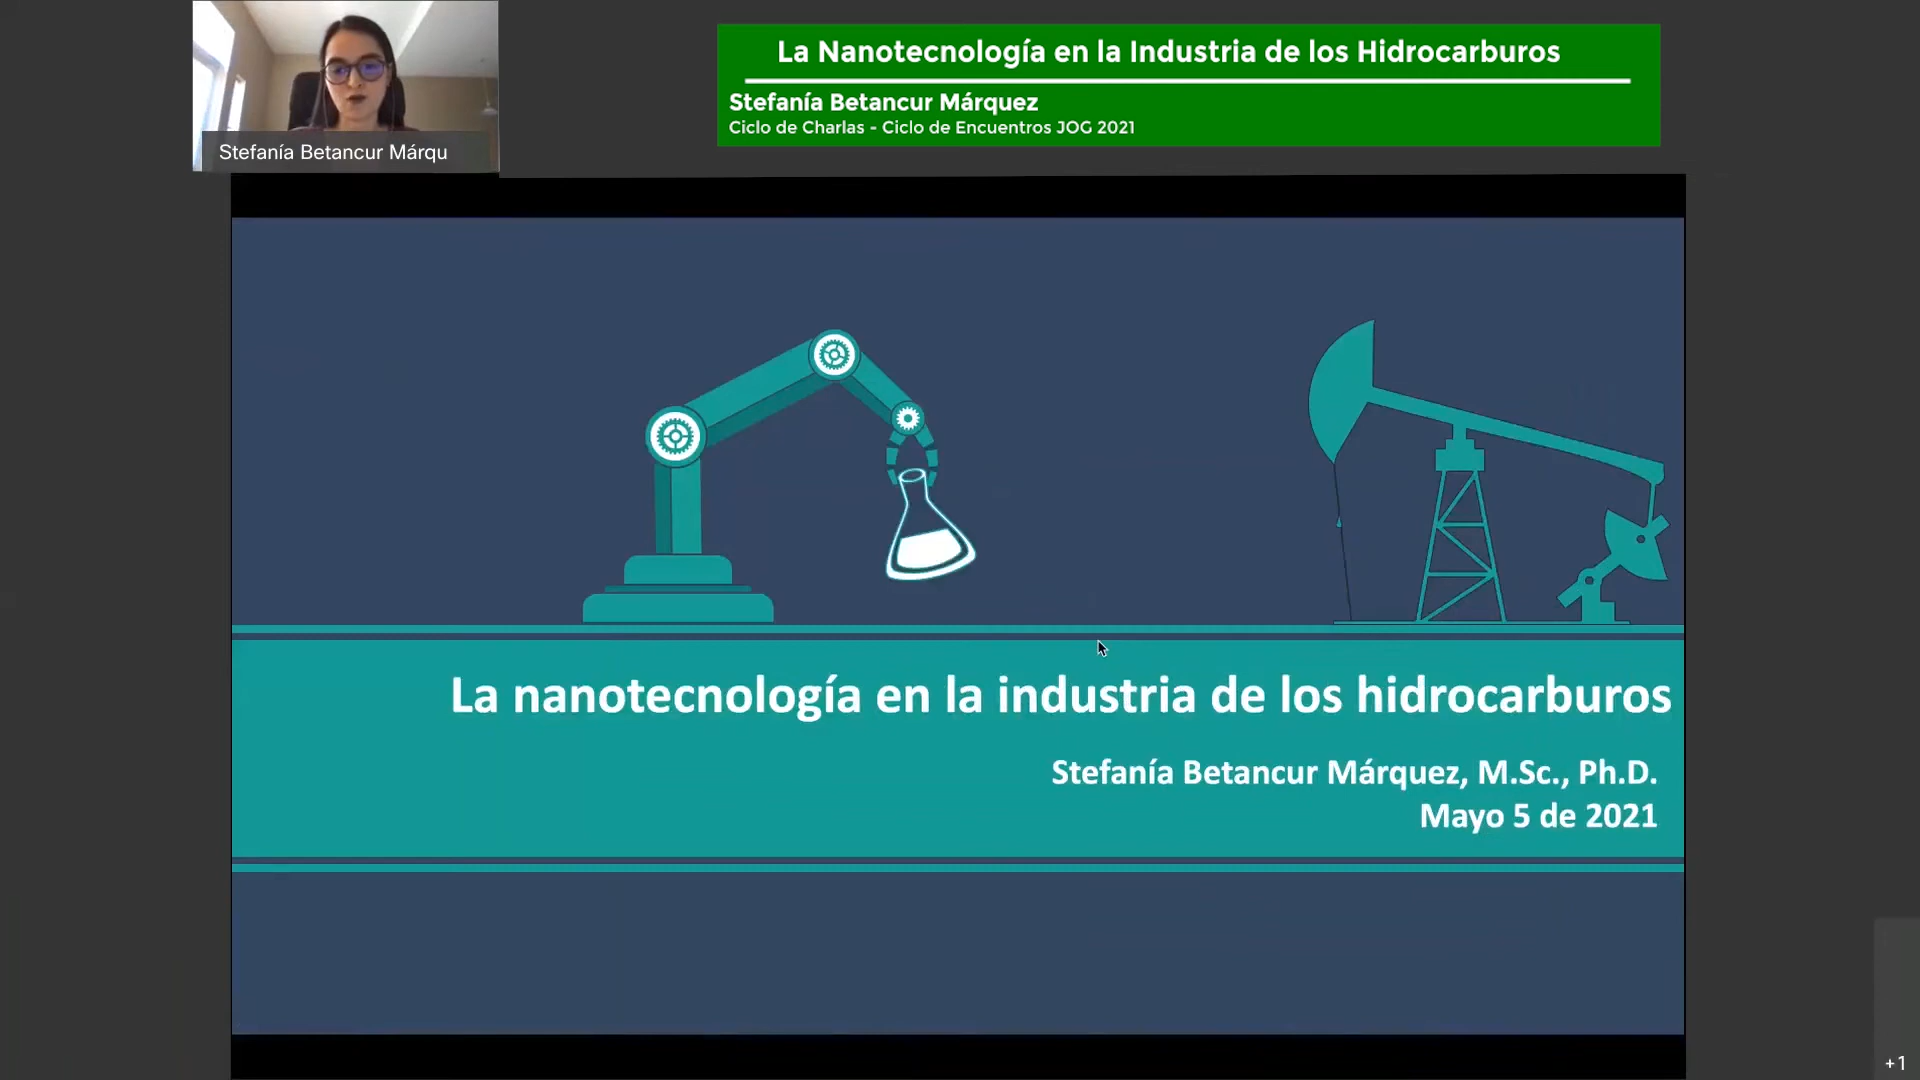 La Nanotecnología en la Industria de los Hidrocarburos
Stefanía Betancur Márquez
Ciclo de Charlas - Ciclo de Encuentros JOG 2021
Stefanía Betancur Márqu
La nanotecnología en la industria de los hidrocarburos
Stefanía Betancur Márquez, M.Sc., Ph.D.
Mayo 5 de 2021
+1